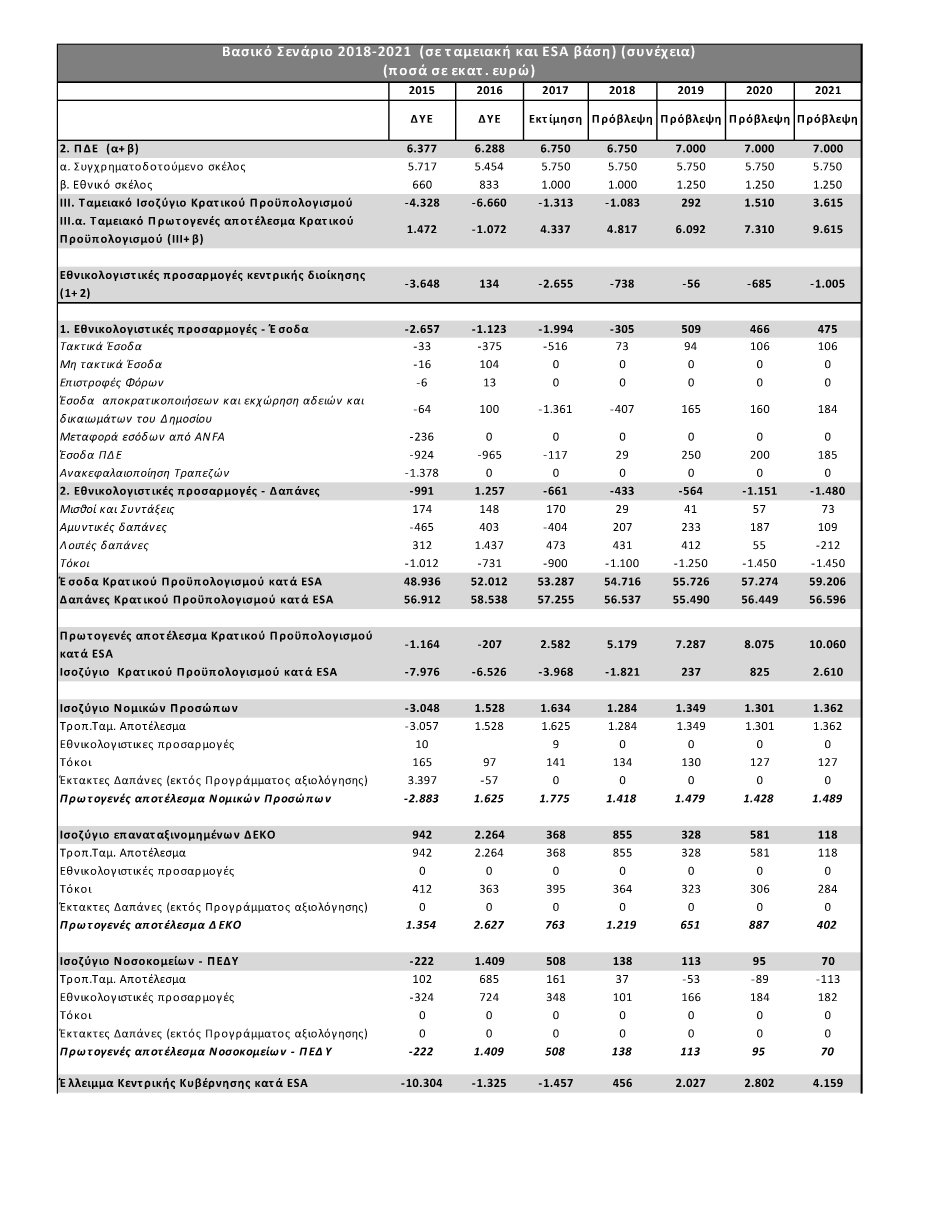 Βασικό Σενάριο 2018-2021 (σε ταμειακή και ESA βάση) (συνέχεια)
(ποσά σε εκατ. ευρώ)
2015 2016 2017 2018 2019 2020 2021
ΔΥΕ ΔΥΕ Εκτίμηση Πρόβλεψη Πρόβλεψη Πρόβλεψη Πρόβλεψη
2. ΠΔΕ (α+β) 6.377 6.288 6.750 6.750 7.000 7.000 7.000
α. Συγχρηματοδοτούμενο σκέλος 5.717 5.454 5.750 5.750 5.750 5.750 5.750
β. Εθνικό σκέλος 660 833 1.000 1.000 1.250 1.250 1.250
ΙΙΙ. Ταμειακό Ισοζύγιο Κρατικού Προϋπολογισμού -4.328 -6.660 -1.313 -1.083 292 1.510 3.615
ΙΙΙ.α. Ταμειακό Πρωτογενές αποτέλεσμα Κρατικού
Προϋπολογισμού (ΙΙΙ+β) 1.472 -1.072 4.337 4.817 6.092 7.310 9.615
Εθνικολογιστικές προσαρμογές κεντρικής διοίκησης
(1+2) -3.648 134 -2.655 -738 -56 -685 -1.005
1. Εθνικολογιστικές προσαρμογές - Έσοδα -2.657 -1.123 -1.994 -305 509 466 475
Τακτικά Έσοδα -33 -375 -516 73 94 106 106
Μη τακτικά Έσοδα -16 104 0 0 0 0 0
Επιστροφές Φόρων -6 13 0 0 0 0 0
Έσοδα αποκρατικοποιήσεων και εκχώρηση αδειών και
δικαιωμάτων του Δημοσίου -64 100 -1.361 -407 165 160 184
Μεταφορά εσόδων από ANFA -236 0 0 0 0 0 0
Έσοδα ΠΔΕ -924 -965 -117 29 250 200 185
Ανακεφαλαιοποίηση Τραπεζών -1.378 0 0 0 0 0 0
2. Εθνικολογιστικές προσαρμογές - Δαπάνες -991 1.257 -661 -433 -564 -1.151 -1.480
Μισθοί και Συντάξεις 174 148 170 29 41 57 73
Αμυντικές δαπάνες -465 403 -404 207 233 187 109
Λοιπές δαπάνες 312 1.437 473 431 412 55 -212
Τόκοι -1.012 -731 -900 -1.100 -1.250 -1.450 -1.450
Έσοδα Κρατικού Προϋπολογισμού κατά ESA 48.936 52.012 53.287 54.716 55.726 57.274 59.206
Δαπάνες Κρατικού Προϋπολογισμού κατά ESA 56.912 58.538 57.255 56.537 55.490 56.449 56.596
Πρωτογενές αποτέλεσμα Κρατικού Προϋπολογισμού
κατά ESA -1.164 -207 2.582 5.179 7.287 8.075 10.060
Ισοζύγιο Κρατικού Προϋπολογισμού κατά ESA -7.976 -6.526 -3.968 -1.821 237 825 2.610
Ισοζύγιο Νομικών Προσώπων -3.048 1.528 1.634 1.284 1.349 1.301 1.362
Τροπ.Ταμ. Αποτέλεσμα -3.057 1.528 1.625 1.284 1.349 1.301 1.362
Εθνικολογιστικες προσαρμογές 10 9 0 0 0 0
Τόκοι 165 97 141 134 130 127 127
Έκτακτες Δαπάνες (εκτός Προγράμματος αξιολόγησης) 3.397 -57 0 0 0 0 0
Πρωτογενές αποτέλεσμα Νομικών Προσώπων -2.883 1.625 1.775 1.418 1.479 1.428 1.489
Ισοζύγιο επαναταξινομημένων ΔΕΚΟ 942 2.264 368 855 328 581 118
Τροπ.Ταμ. Αποτέλεσμα 942 2.264 368 855 328 581 118
Εθνικολογιστικές προσαρμογές 0 0 0 0 0 0 0
Τόκοι 412 363 395 364 323 306 284
Έκτακτες Δαπάνες (εκτός Προγράμματος αξιολόγησης) 0 0 0 0 0 0 0
Πρωτογενές αποτέλεσμα ΔΕΚΟ 1.354 2.627 763 1.219 651 887 402
Ισοζύγιο Νοσοκομείων - ΠΕΔΥ -222 1.409 508 138 113 95 70
Τροπ.Ταμ. Αποτέλεσμα 102 685 161 37 -53 -89 -113
Εθνικολογιστικές προσαρμογές -324 724 348 101 166 184 182
Τόκοι 0 0 0 0 0 0 0
Έκτακτες Δαπάνες (εκτός Προγράμματος αξιολόγησης) 0 0 0 0 0 0 0
Πρωτογενές αποτέλεσμα Νοσοκομείων - ΠΕΔΥ -222 1.409 508 138 113 95 70
Έλλειμμα Κεντρικής Κυβέρνησης κατά ESA -10.304 -1.325 -1.457 456 2.027 2.802 4.159